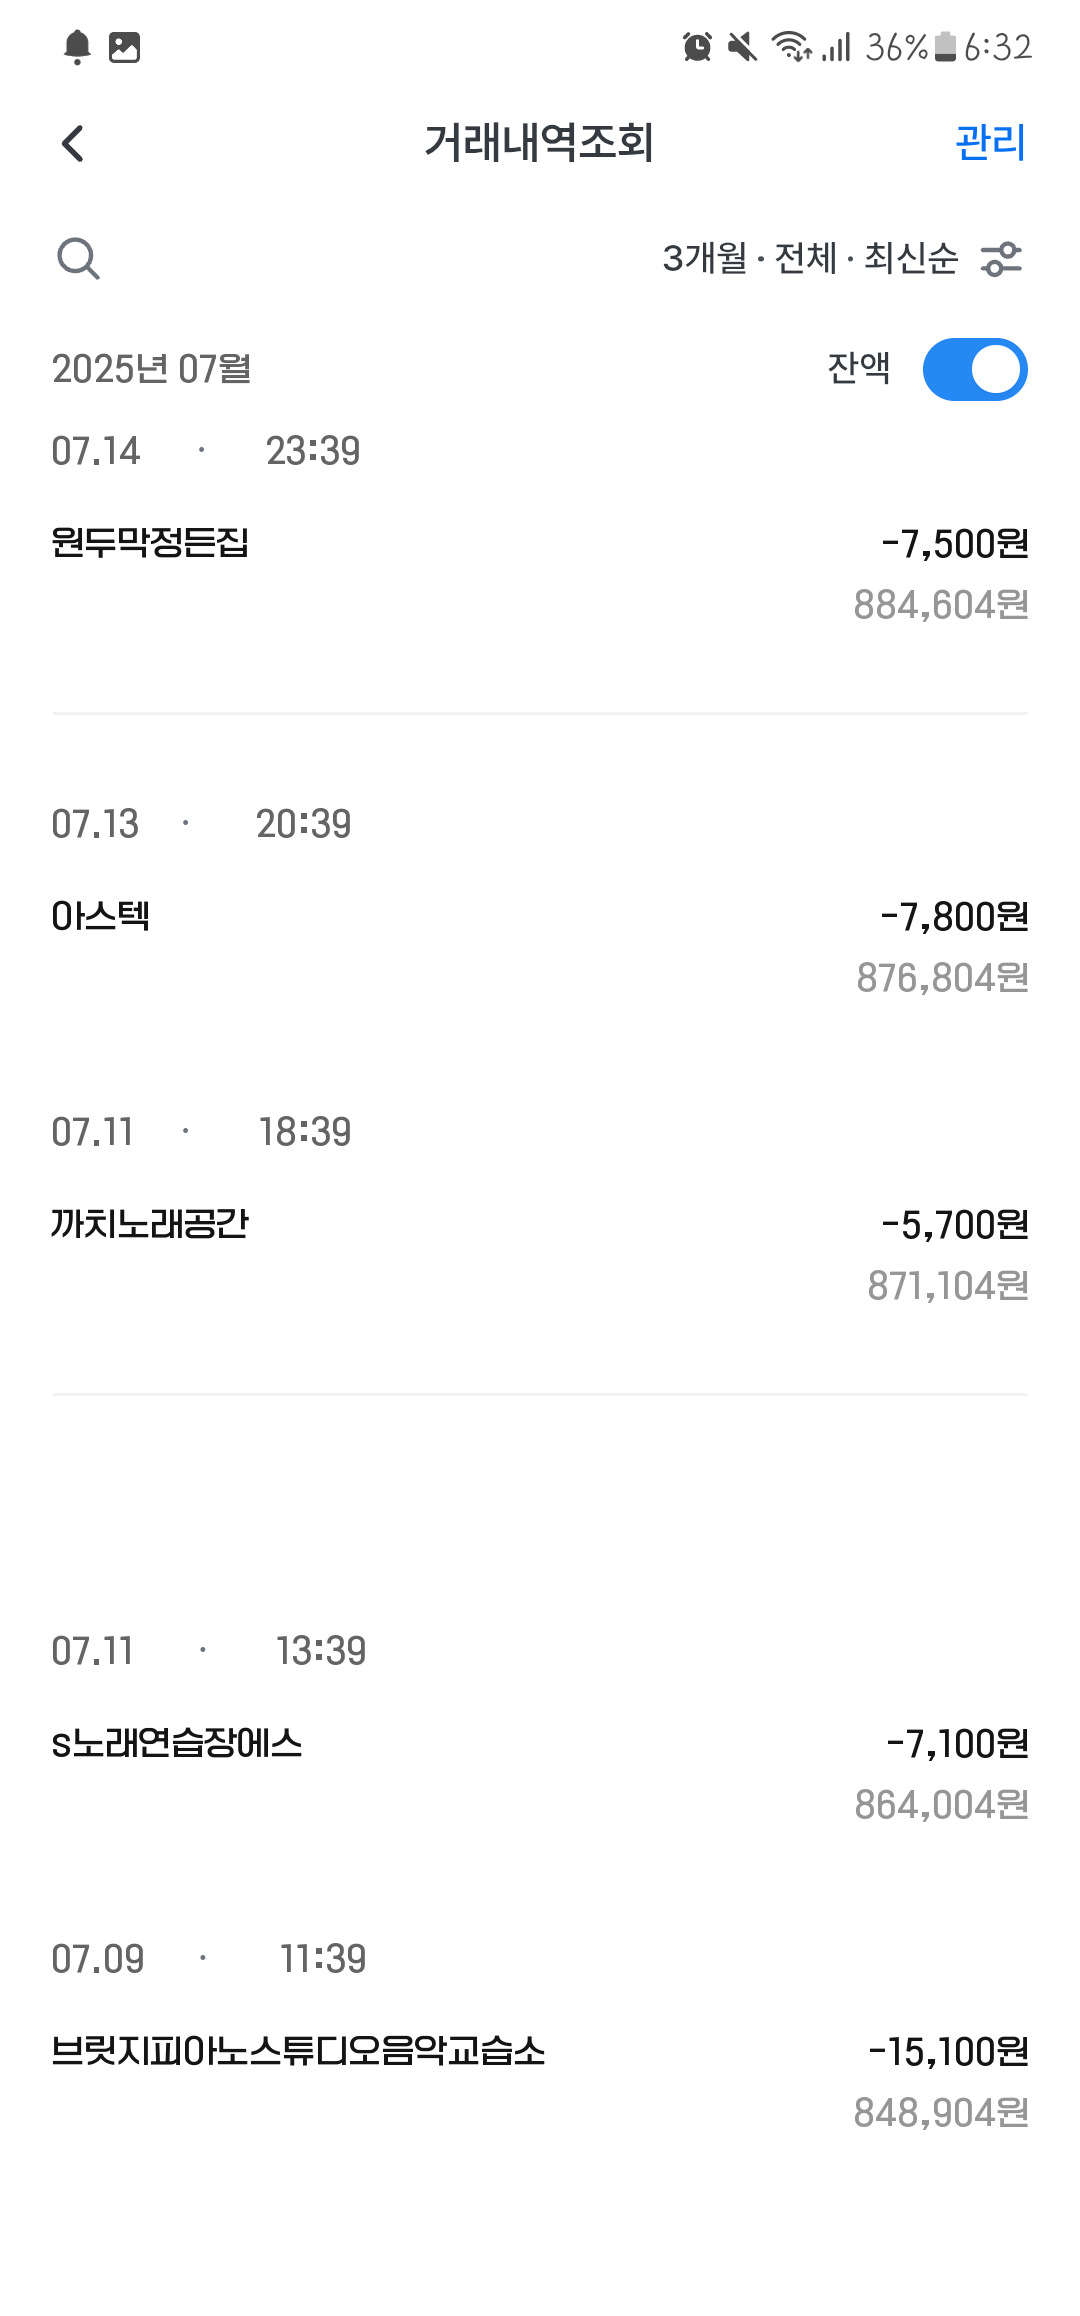 36% 6:32
거래내역조회 관리
3개월 · 전체 · 최신순
2025년 07월 잔액
07.14 · 23:39
원두막정든집 -7,500원
884,604원
07.13 · 20:39
아스텍 -7,800원
876,804원
07.11 · 18:39
까치노래공간 -5,700원
871,104원
07.11 · 13:39
s노래연습장에스 -7,100원
864,004원
07.09 · 11:39
브릿지피아노스튜디오음악교습소 -15,100원
848,904원